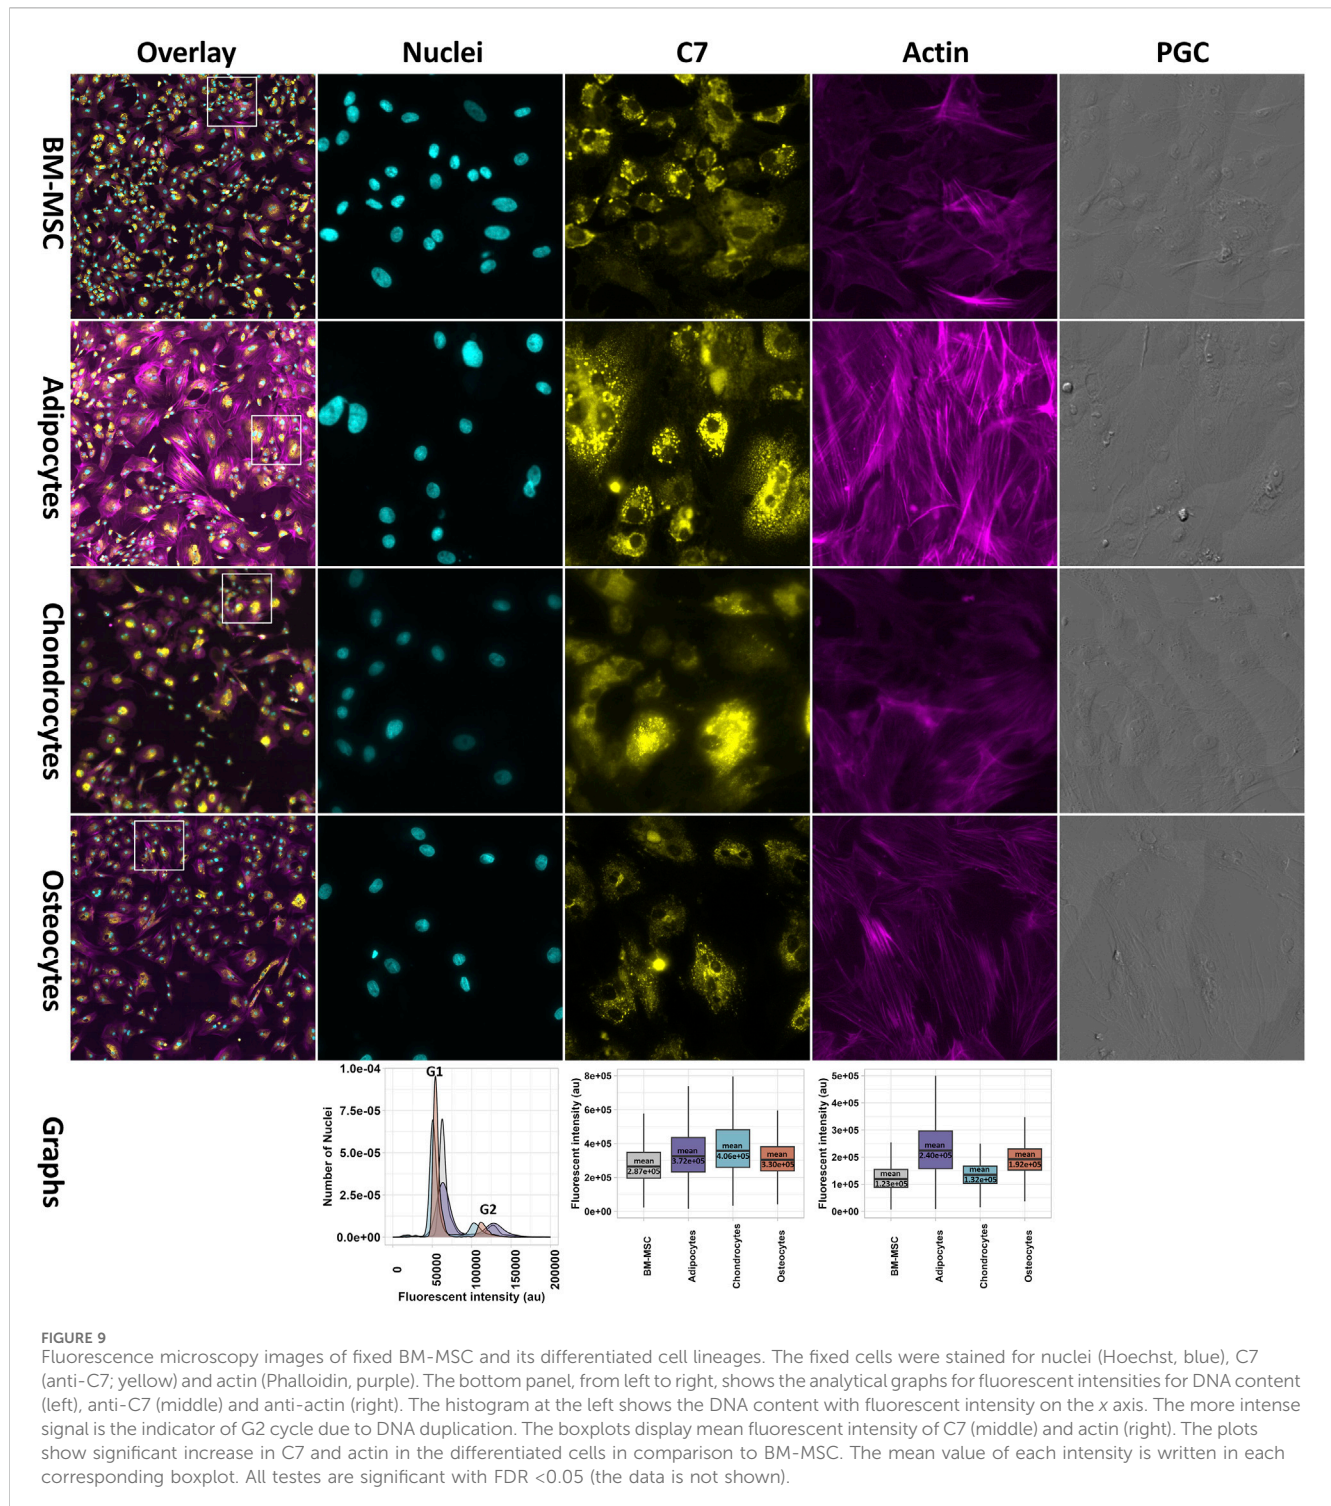 Overlay Nuclei C7 Actin PGC
BM-MSC
Adipocytes
Chondrocytes
Osteocytes
Graphs
Number of Nuclei
1.0e-04
7.5e-05
5.0e-05
2.5e-05
0.0e+00
G1
G2
0 50000 100000 150000 200000
Fluorescent intensity (au)
Fluorescent intensity (au)
8e+05
6e+05
4e+05
2e+05
0e+00
mean
2.87e+05
mean
3.72e+05
mean
4.06e+05
mean
3.30e+05
BM-MSC
Adipocytes
Chondrocytes
Osteocytes
Fluorescent intensity (au)
5e+05
4e+05
3e+05
2e+05
1e+05
0e+00
mean
1.23e+05
mean
2.40e+05
mean
1.32e+05
mean
1.92e+05
BM-MSC
Adipocytes
Chondrocytes
Osteocytes
FIGURE 9
Fluorescence microscopy images of fixed BM-MSC and its differentiated cell lineages. The fixed cells were stained for nuclei (Hoechst, blue), C7
(anti-C7; yellow) and actin (Phalloidin, purple). The bottom panel, from left to right, shows the analytical graphs for fluorescent intensities for DNA content
(left), anti-C7 (middle) and anti-actin (right). The histogram at the left shows the DNA content with fluorescent intensity on the x axis. The more intense
signal is the indicator of G2 cycle due to DNA duplication. The boxplots display mean fluorescent intensity of C7 (middle) and actin (right). The plots
show significant increase in C7 and actin in the differentiated cells in comparison to BM-MSC. The mean value of each intensity is written in each
corresponding boxplot. All testes are significant with FDR <0.05 (the data is not shown).